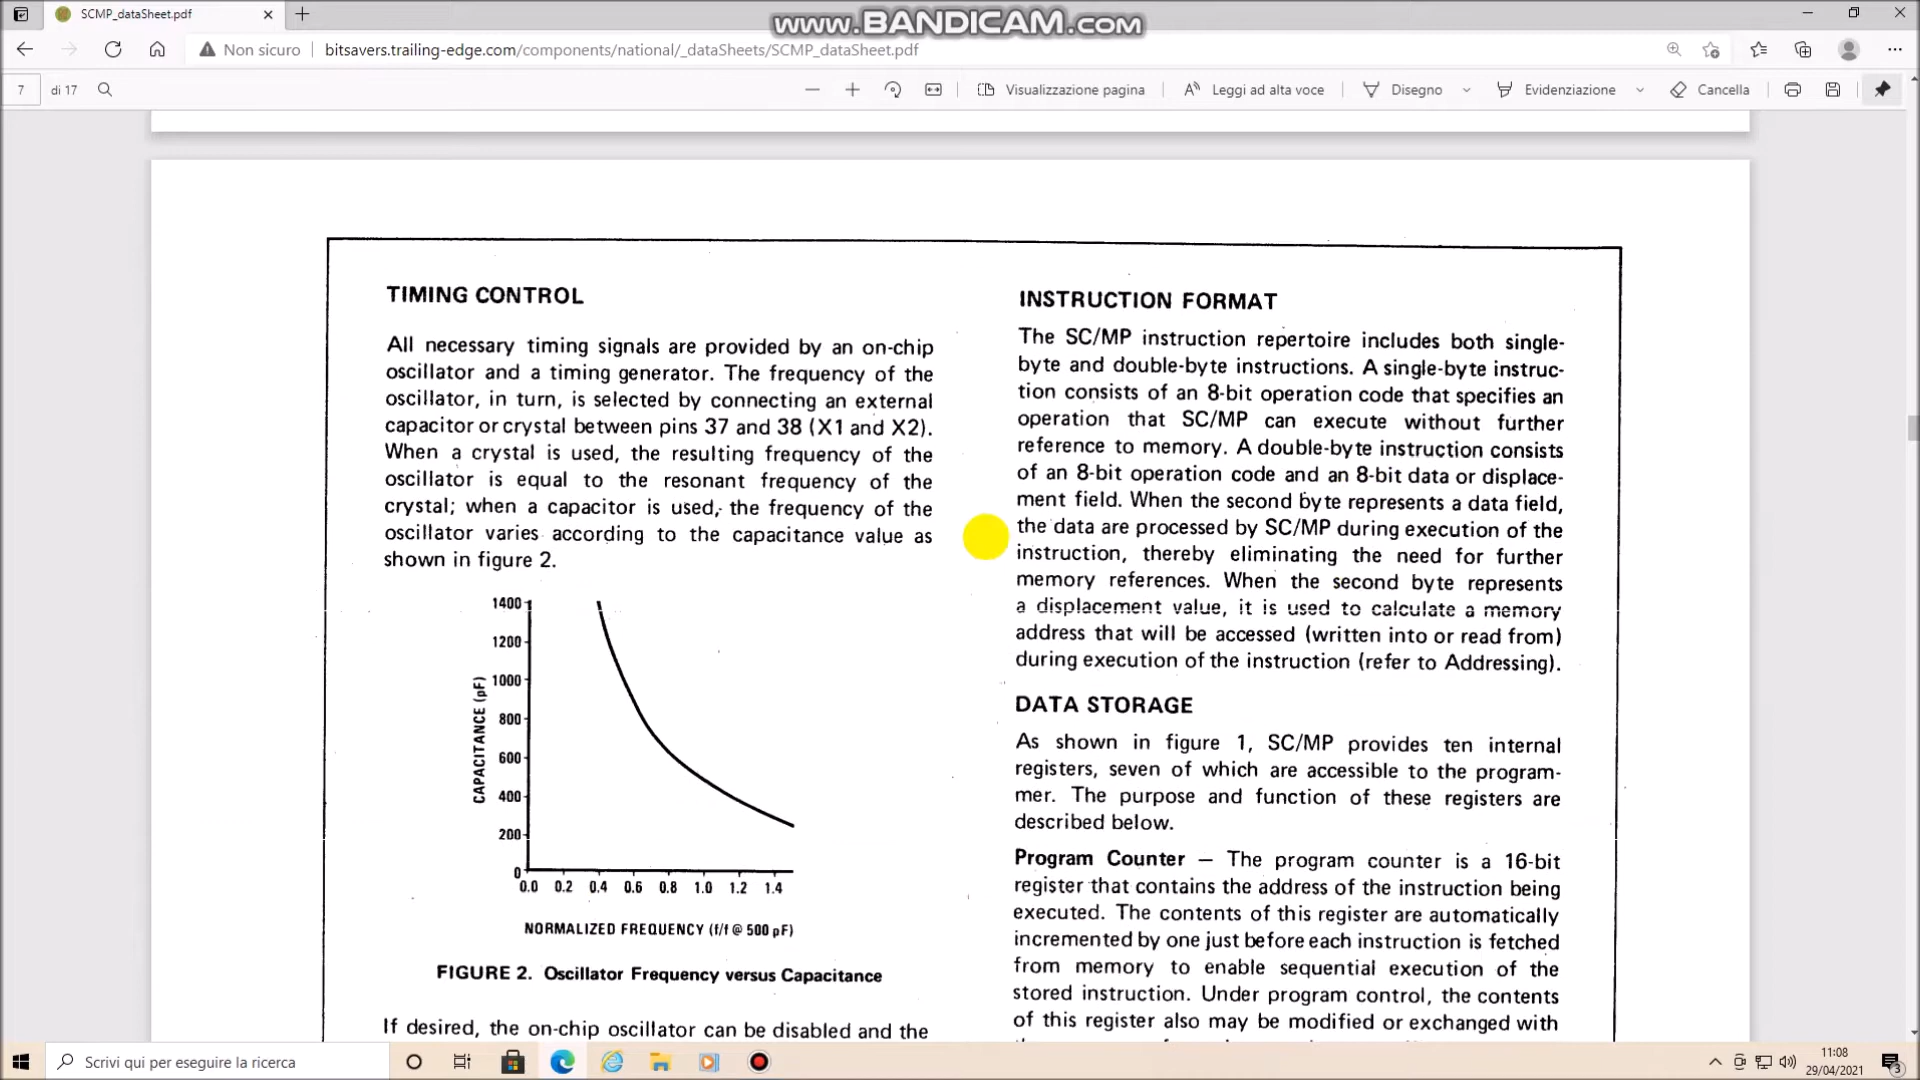 SCMP_dataSheet.pdf
www.BANDICAM.com
Non sicuro
bitsavers.trailing-edge.com/components/national/_dataSheets/SCMP_dataSheet.pdf
7
di 17
Visualizzazione pagina
Leggi ad alta voce
Disegno
Evidenziazione
Cancella
TIMING CONTROL
All necessary timing signals are provided by an on-chip
oscillator and a timing generator. The frequency of the
oscillator, in turn, is selected by connecting an external
capacitor or crystal between pins 37 and 38 (X1 and X2).
When a crystal is used, the resulting frequency of the
oscillator is equal to the resonant frequency of the
crystal; when a capacitor is used, the frequency of the
oscillator varies according to the capacitance value as
shown in figure 2.
1400
1200
1000
800
600
400
200
0
CAPACITANCE (pF)
0.0 0.2 0.4 0.6 0.8 1.0 1.2 1.4
NORMALIZED FREQUENCY (f/f @ 500 pF)
FIGURE 2. Oscillator Frequency versus Capacitance
If desired, the on-chip oscillator can be disabled and the
INSTRUCTION FORMAT
The SC/MP instruction repertoire includes both single-
byte and double-byte instructions. A single-byte instruc-
tion consists of an 8-bit operation code that specifies an
operation that SC/MP can execute without further
reference to memory. A double-byte instruction consists
of an 8-bit operation code and an 8-bit data or displace-
ment field. When the second byte represents a data field,
the data are processed by SC/MP during execution of the
instruction, thereby eliminating the need for further
memory references. When the second byte represents
a displacement value, it is used to calculate a memory
address that will be accessed (written into or read from)
during execution of the instruction (refer to Addressing).
DATA STORAGE
As shown in figure 1, SC/MP provides ten internal
registers, seven of which are accessible to the program-
mer. The purpose and function of these registers are
described below.
Program Counter — The program counter is a 16-bit
register that contains the address of the instruction being
executed. The contents of this register are automatically
incremented by one just before each instruction is fetched
from memory to enable sequential execution of the
stored instruction. Under program control, the contents
of this register also may be modified or exchanged with
Scrivi qui per eseguire la ricerca
11:08
29/04/2021
3